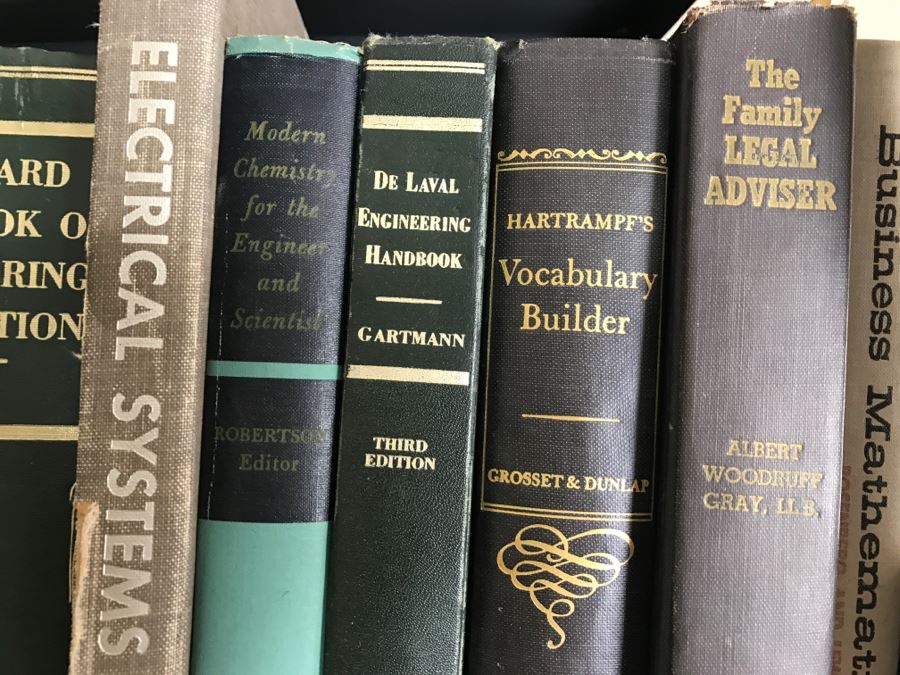 ARD
OK O
RING
TION
ELECTRICAL SYSTEMS
Modern
Chemistry
for the
Engineer
and
Scientist
ROBERTSON
Editor
DE LAVAL
ENGINEERING
HANDBOOK
GARTMANN
THIRD
EDITION
HARTRAMPF'S
Vocabulary
Builder
GROSSET & DUNLAP
The
Family
LEGAL
ADVISER
ALBERT
WOODRUFF
GRAY, LL.B.
Business Mathemati